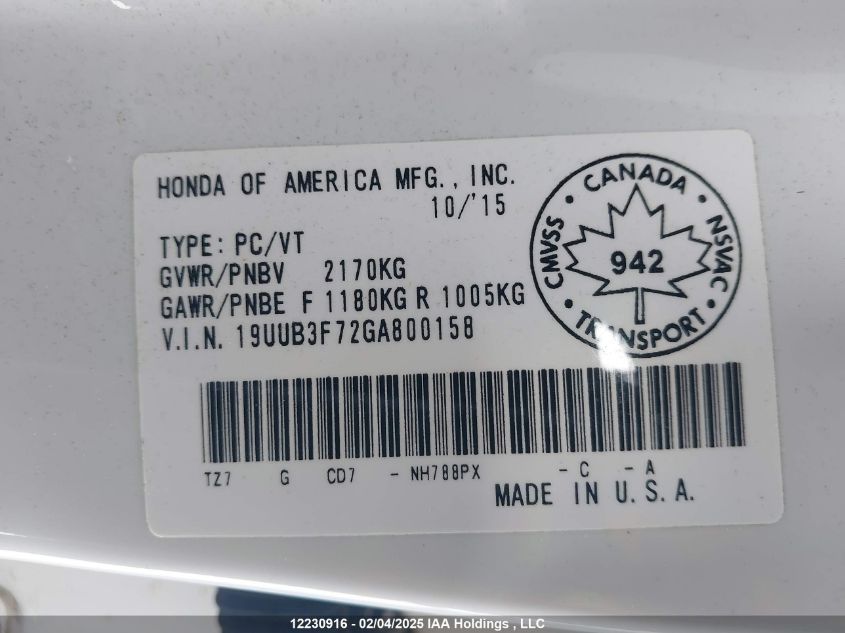 HONDA OF AMERICA MFG., INC.
10/'15
TYPE: PC/VT
GVWR/PNBV 2170KG
GAWR/PNBE F 1180KG R 1005KG
V.I.N. 19UUB3F72GA800158
CANADA
CMVSS
NSVAC
942
TRANSPORT
TZ7 G CD7 - NH788PX - C - A
MADE IN U.S.A.
12230916 - 02/04/2025 IAA Holdings , LLC